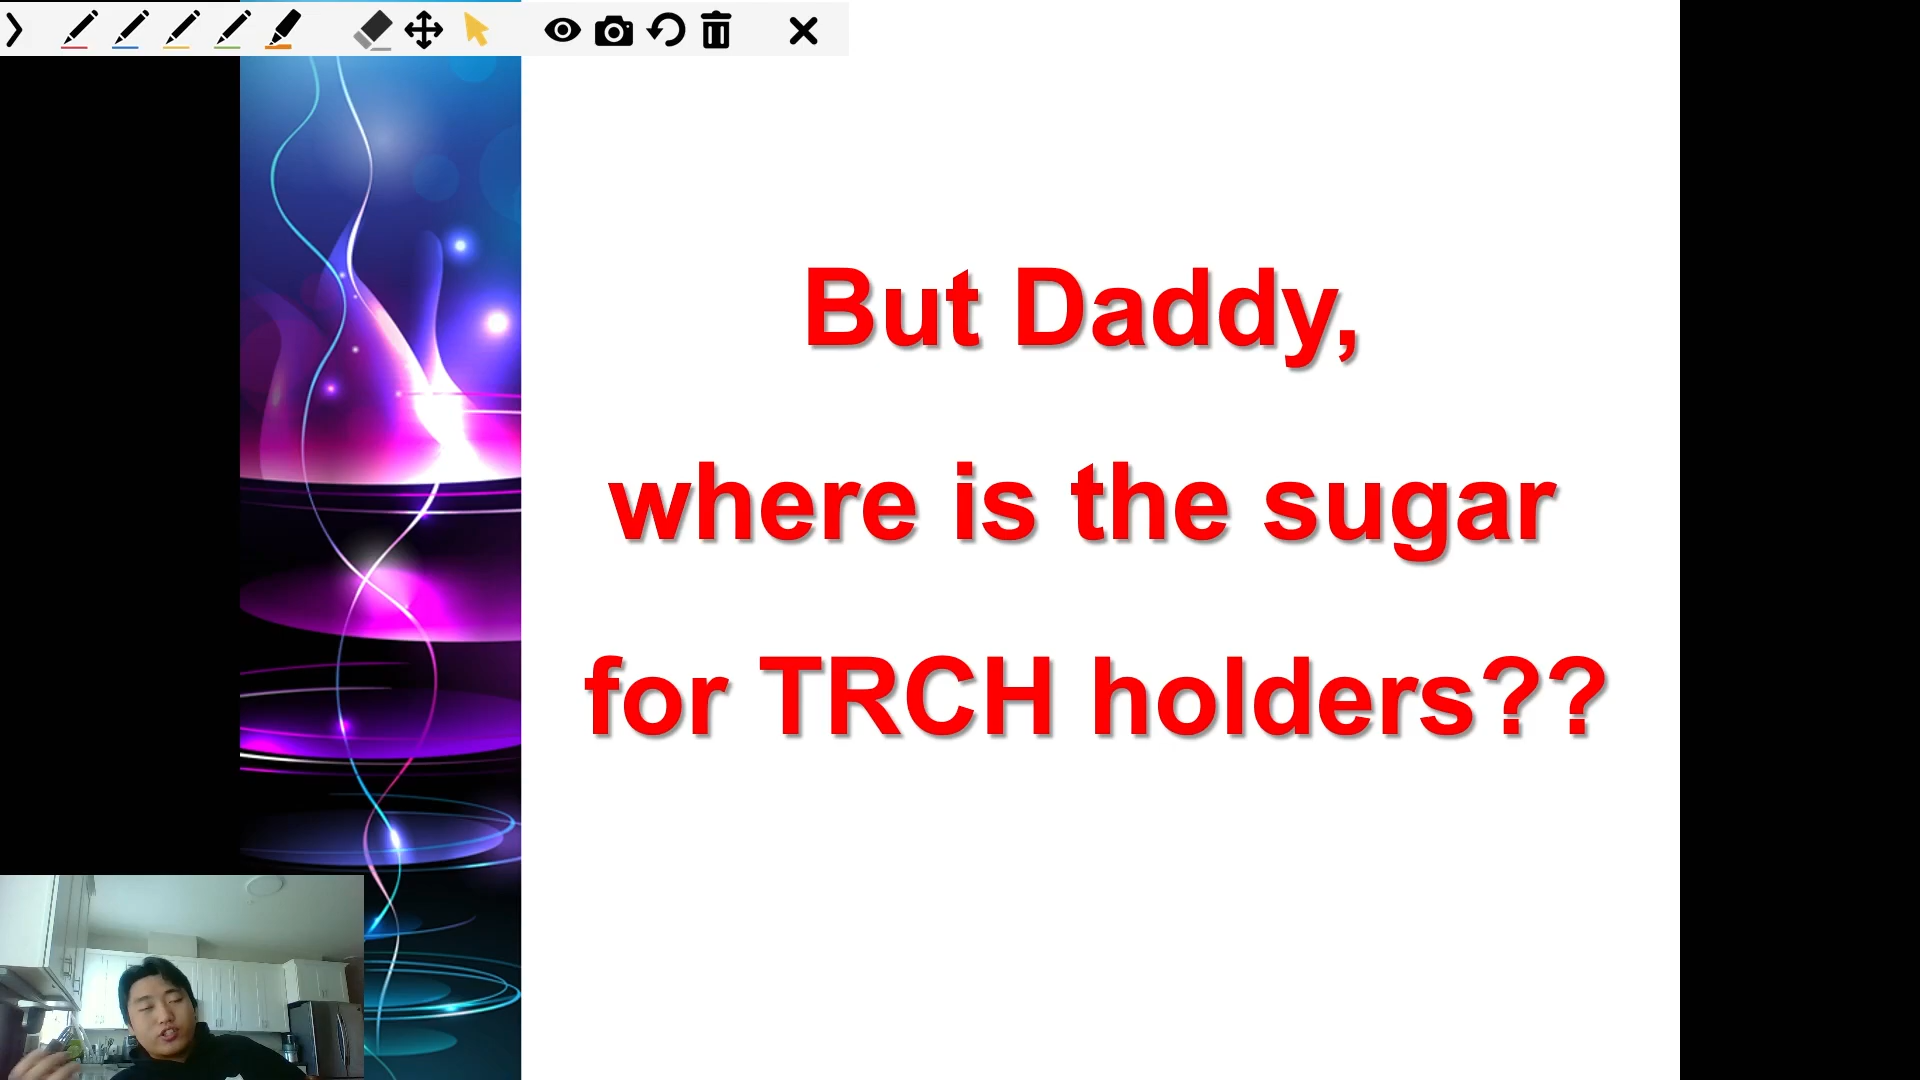 But Daddy,
where is the sugar
for TRCH holders??